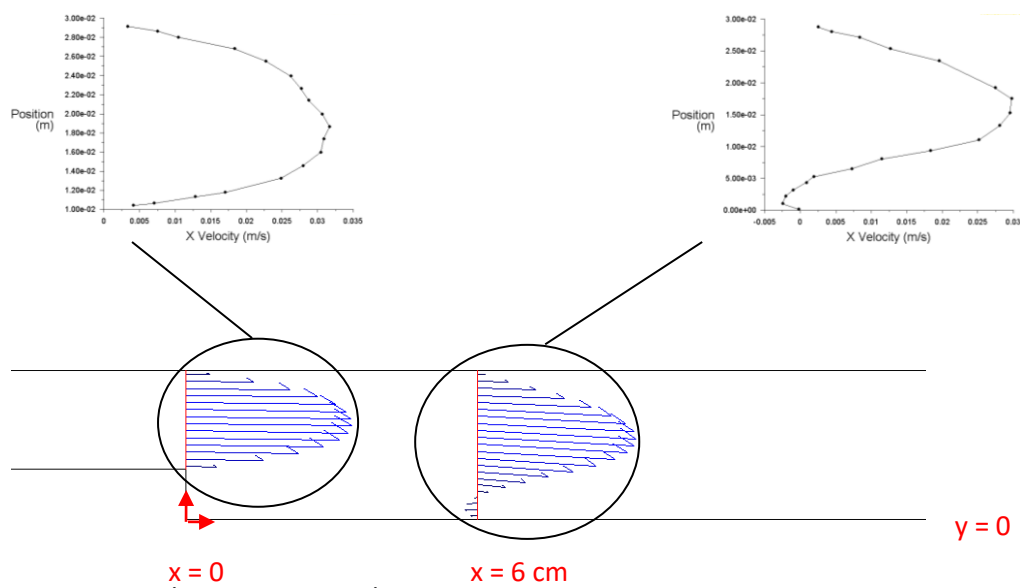 3.00e-02
2.80e-02
2.60e-02
2.40e-02
2.20e-02
Position
(m)
2.00e-02
1.80e-02
1.60e-02
1.40e-02
1.20e-02
1.00e-02
0 0.005 0.01 0.015 0.02 0.025 0.03 0.035
X Velocity (m/s)
3.00e-02
2.50e-02
2.00e-02
Position
(m)
1.50e-02
1.00e-02
5.00e-03
0.00e+00
-0.005 0 0.005 0.01 0.015 0.02 0.025 0.03
X Velocity (m/s)
y = 0
x = 0 x = 6 cm